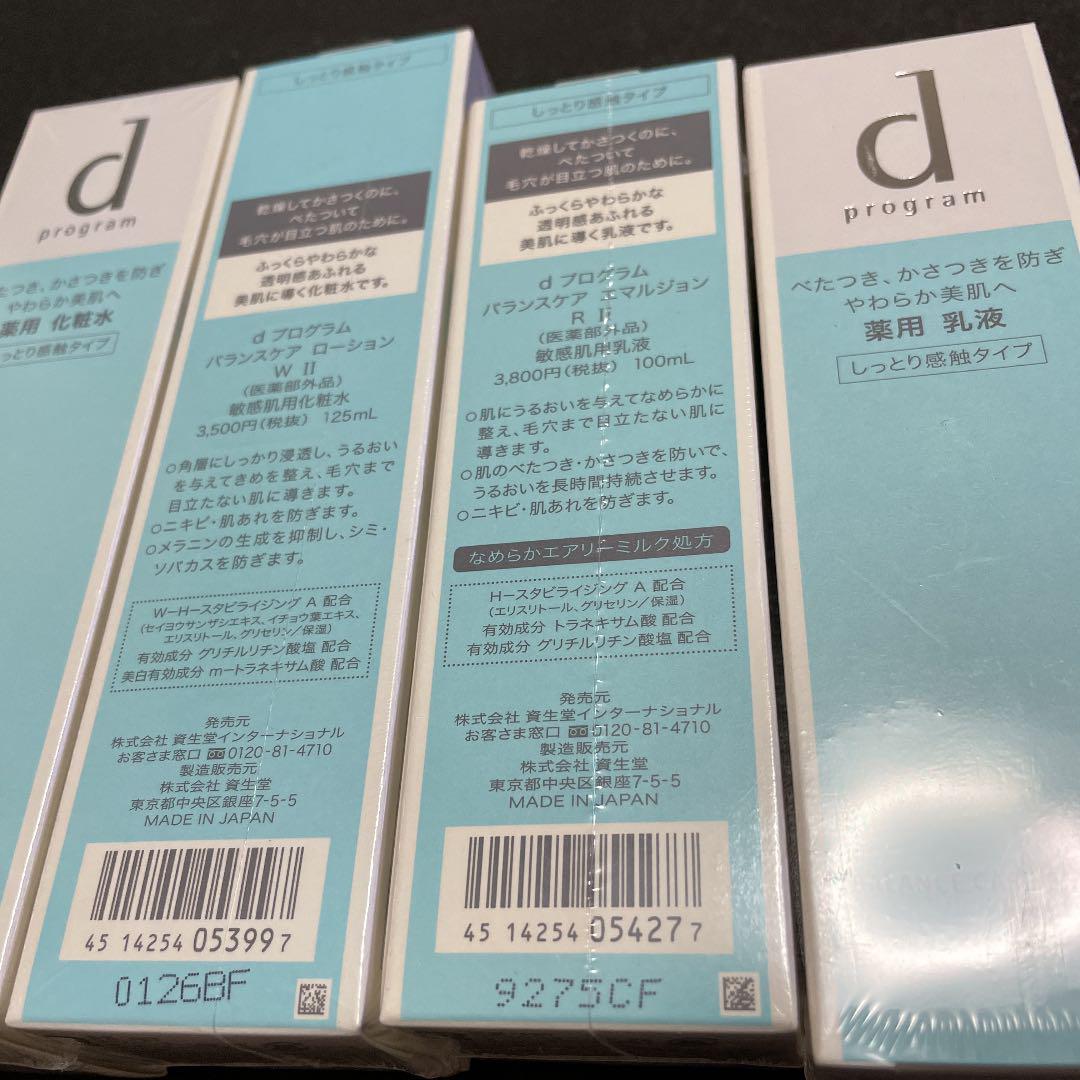 d
program
べたつき、かさつきを防ぎ
やわらか美肌へ
薬用 化粧水
しっとり感触タイプ
しっとり感触タイプ
乾燥してかさつくのに、
べたついて
毛穴が目立つ肌のために。
ふっくらやわらかな
透明感あふれる
美肌に導く化粧水です。
d プログラム
バランスケア ローション
W II
(医薬部外品)
敏感肌用化粧水
3,500円(税抜) 125mL
○角層にしっかり浸透し、うるおい
を与えてきめを整え、毛穴まで
目立たない肌に導きます。
○ニキビ・肌あれを防ぎます。
○メラニンの生成を抑制し、シミ・
ソバカスを防ぎます。
W−H−スタビライジング A 配合
(セイヨウサンザシエキス、イチョウ葉エキス、
エリスリトール、グリセリン/保湿)
有効成分 グリチルリチン酸塩 配合
美白有効成分 m−トラネキサム酸 配合
発売元
株式会社 資生堂インターナショナル
お客さま窓口 0120-81-4710
製造販売元
株式会社 資生堂
東京都中央区銀座7-5-5
MADE IN JAPAN
45 14254 05399 7
0126BF
しっとり感触タイプ
乾燥してかさつくのに、
べたついて
毛穴が目立つ肌のために。
ふっくらやわらかな
透明感あふれる
美肌に導く乳液です。
d プログラム
バランスケア エマルジョン
R II
(医薬部外品)
敏感肌用乳液
3,800円(税抜) 100mL
○肌にうるおいを与えてなめらかに
整え、毛穴まで目立たない肌に
導きます。
○肌のべたつき・かさつきを防いで、
うるおいを長時間持続させます。
○ニキビ・肌あれを防ぎます。
なめらかエアリーミルク処方
H−スタビライジング A 配合
(エリスリトール、グリセリン/保湿)
有効成分 トラネキサム酸 配合
有効成分 グリチルリチン酸塩 配合
発売元
株式会社 資生堂インターナショナル
お客さま窓口 0120-81-4710
製造販売元
株式会社 資生堂
東京都中央区銀座7-5-5
MADE IN JAPAN
45 14254 05427 7
9275CF
d
program
べたつき、かさつきを防ぎ
やわらか美肌へ
薬用 乳液
しっとり感触タイプ